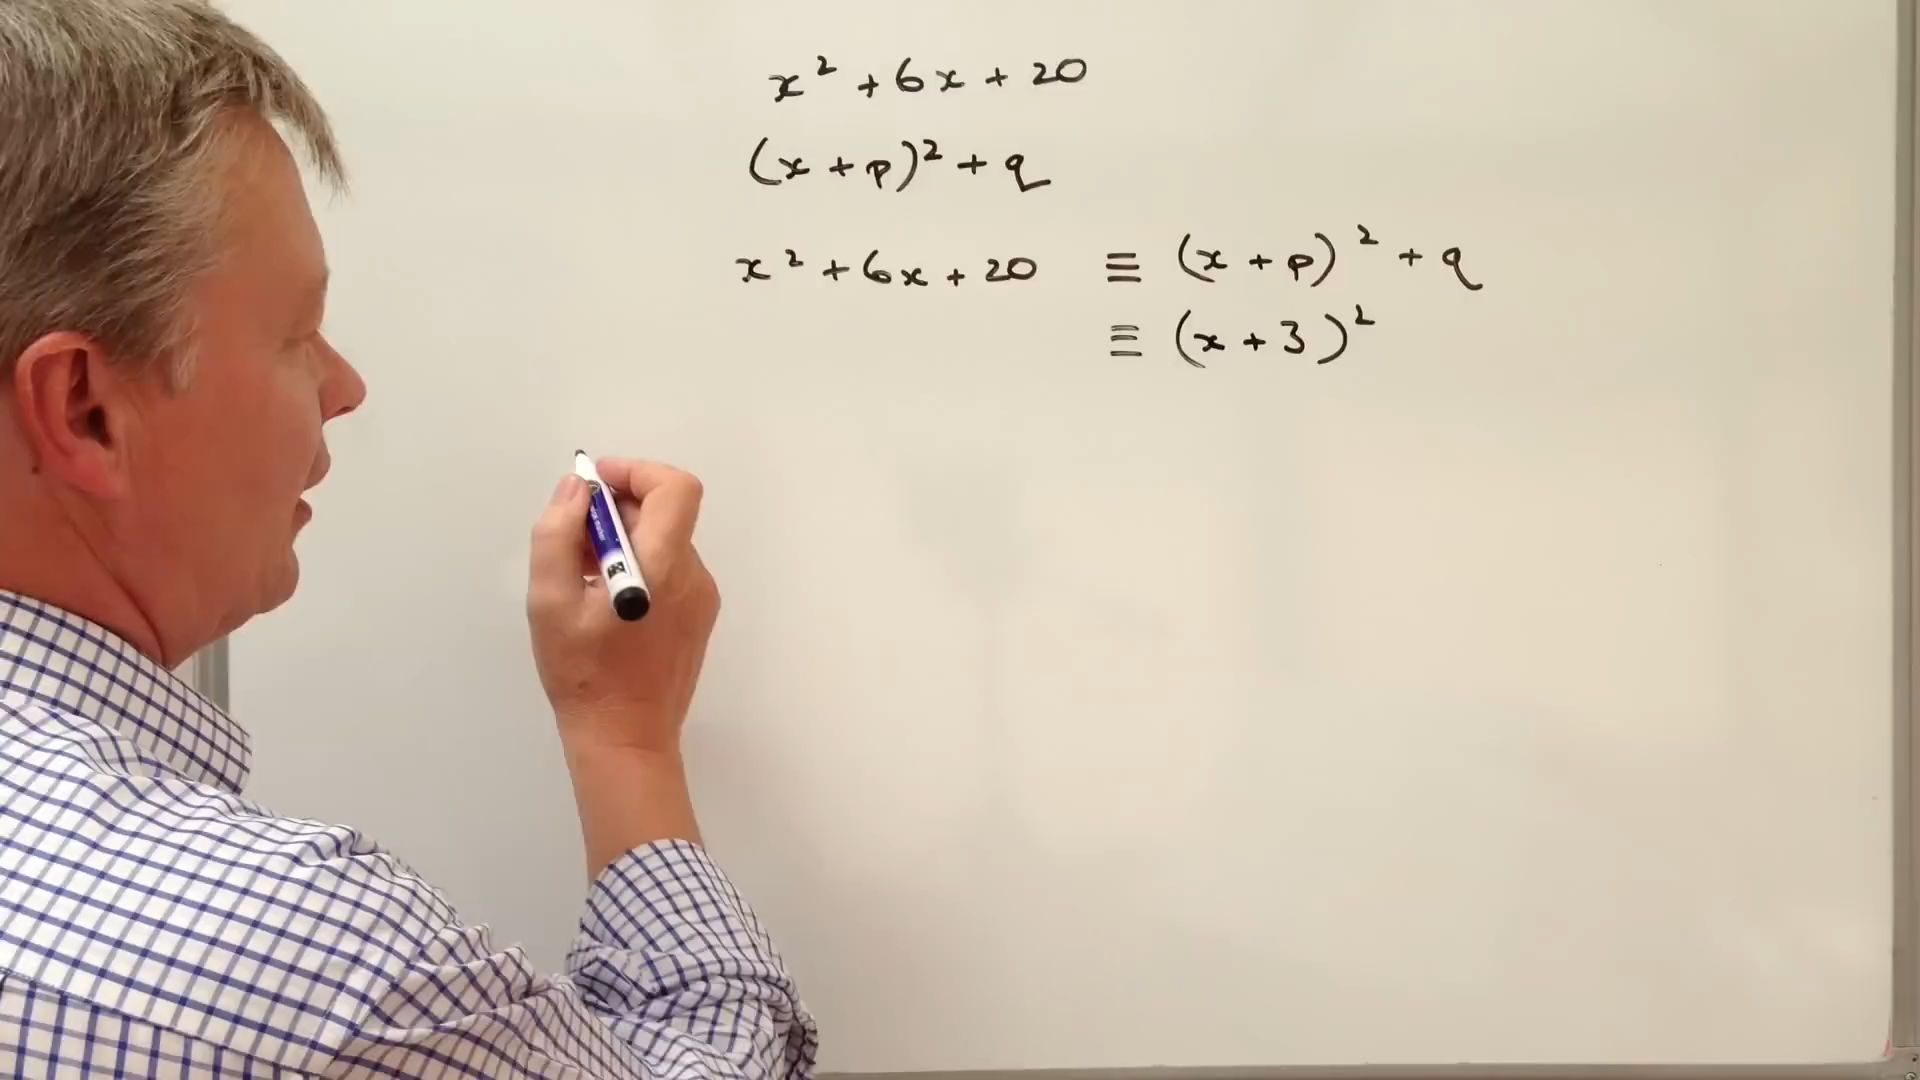 x² + 6x + 20
(x + p)² + q
x² + 6x + 20 ≡ (x + p)² + q
≡ (x + 3)²